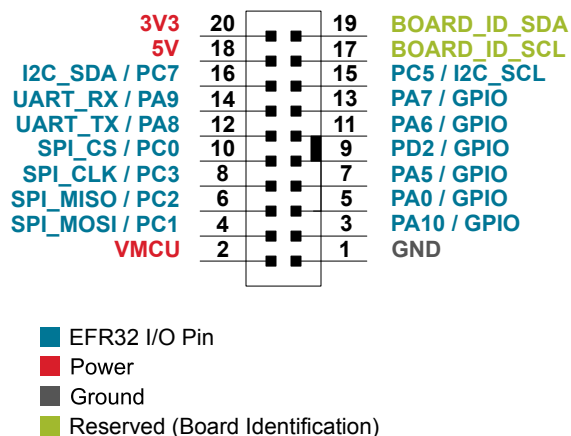 3V3 20 19 BOARD_ID_SDA
5V 18 17 BOARD_ID_SCL
I2C_SDA / PC7 16 15 PC5 / I2C_SCL
UART_RX / PA9 14 13 PA7 / GPIO
UART_TX / PA8 12 11 PA6 / GPIO
SPI_CS / PC0 10 9 PD2 / GPIO
SPI_CLK / PC3 8 7 PA5 / GPIO
SPI_MISO / PC2 6 5 PA0 / GPIO
SPI_MOSI / PC1 4 3 PA10 / GPIO
VMCU 2 1 GND
EFR32 I/O Pin
Power
Ground
Reserved (Board Identification)